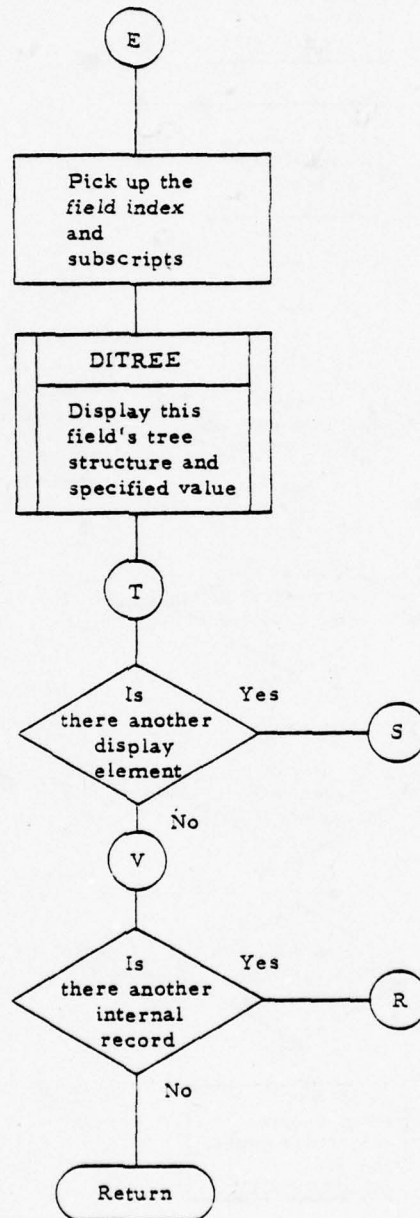 E
Pick up the
field index
and
subscripts
DITREE
Display this
field's tree
structure and
specified value
T
Is
there another
display
element
Yes
S
No
V
Is
there another
internal
record
Yes
R
No
Return